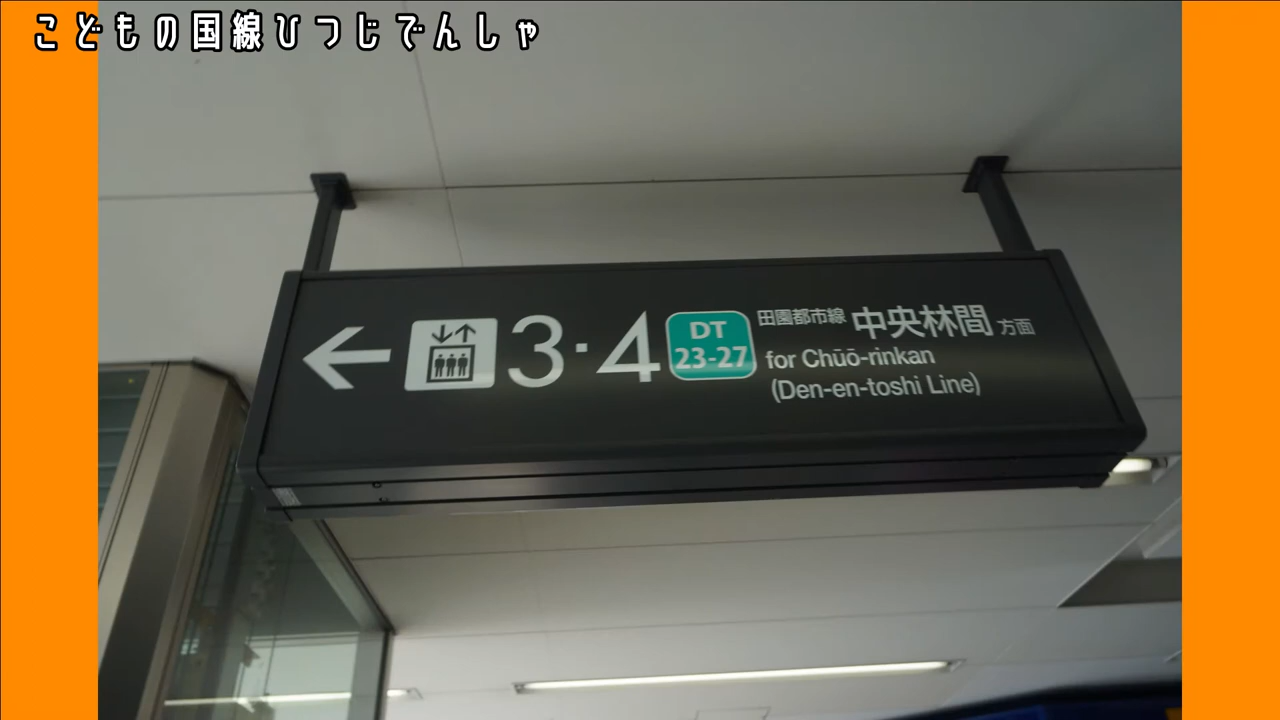 こどもの国線ひつじでんしゃ
3・4
DT
23-27
田園都市線 中央林間 方面
for Chūō-rinkan
(Den-en-toshi Line)